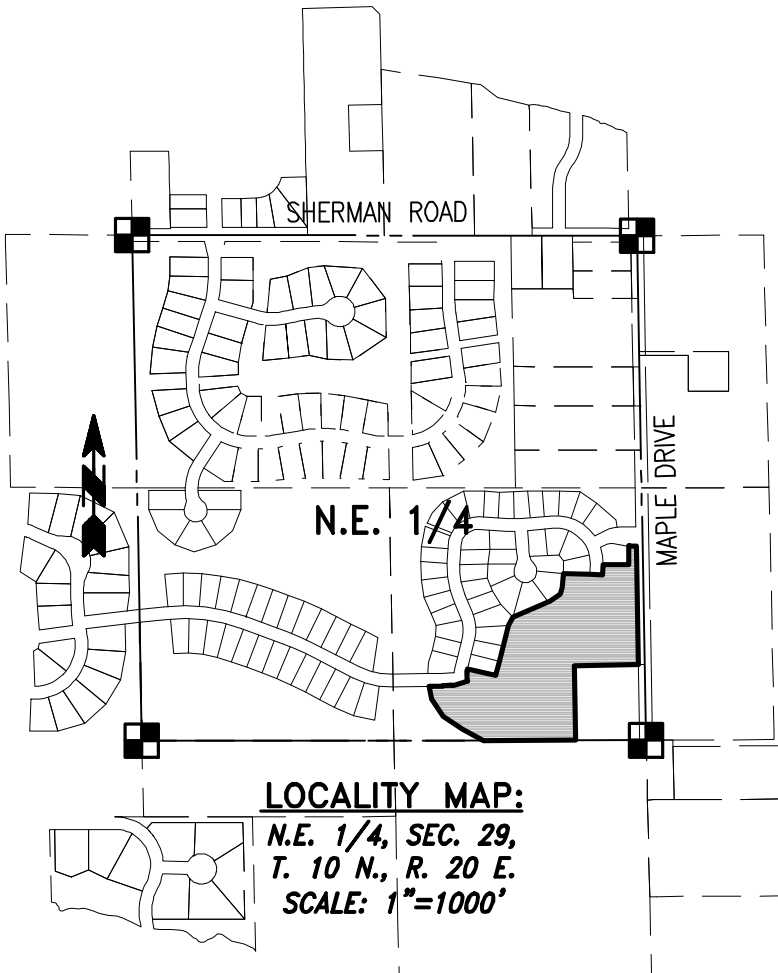 SHERMAN ROAD
MAPLE DRIVE
N
N.E. 1/4
LOCALITY MAP:
N.E. 1/4, SEC. 29,
T. 10 N., R. 20 E.
SCALE: 1"=1000'